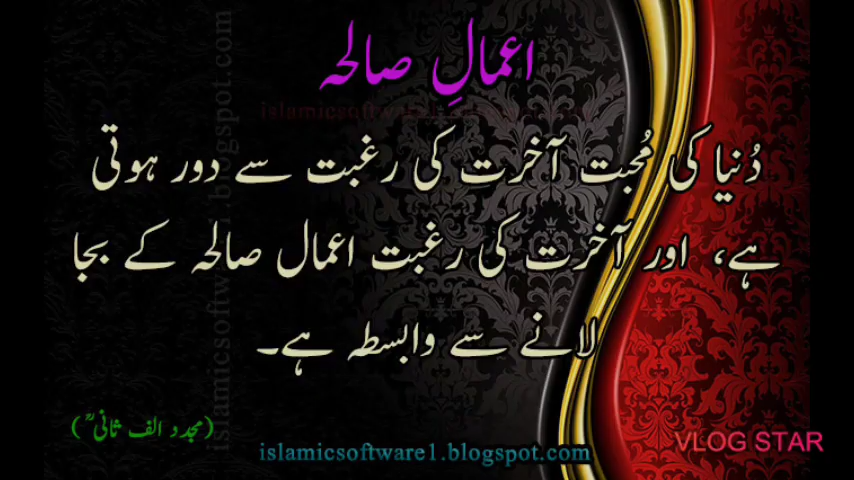 اعمالِ صالحہ
دُنیا کی مُحبت آخرت کی رغبت سے دور ہوتی
ہے، اور آخرت کی رغبت اعمال صالحہ کے بجا
لانے سے وابستہ ہے۔
(مجدد الف ثانیؒ)
islamicsoftware1.blogspot.com
VLOG STAR
islamicsoftware1.blogspot.com